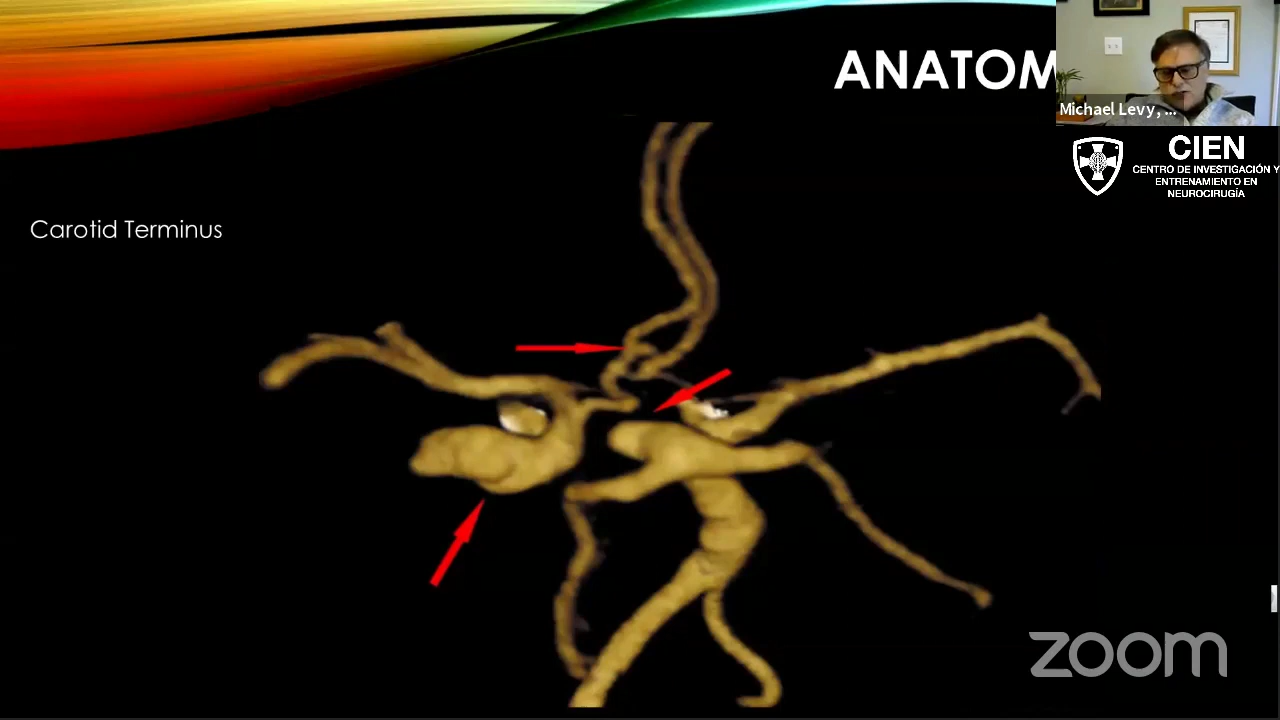 ANATOM
Michael Levy, ...
CIEN
CENTRO DE INVESTIGACIÓN Y
ENTRENAMIENTO EN
NEUROCIRUGÍA
Carotid Terminus
zoom